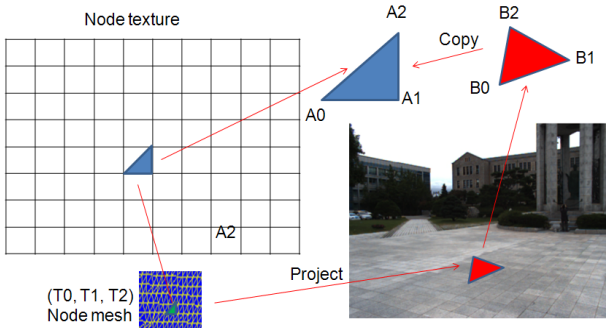 Node texture
A2
B2
Copy
B1
B0
A0
A1
A2
Project
(T0, T1, T2)
Node mesh